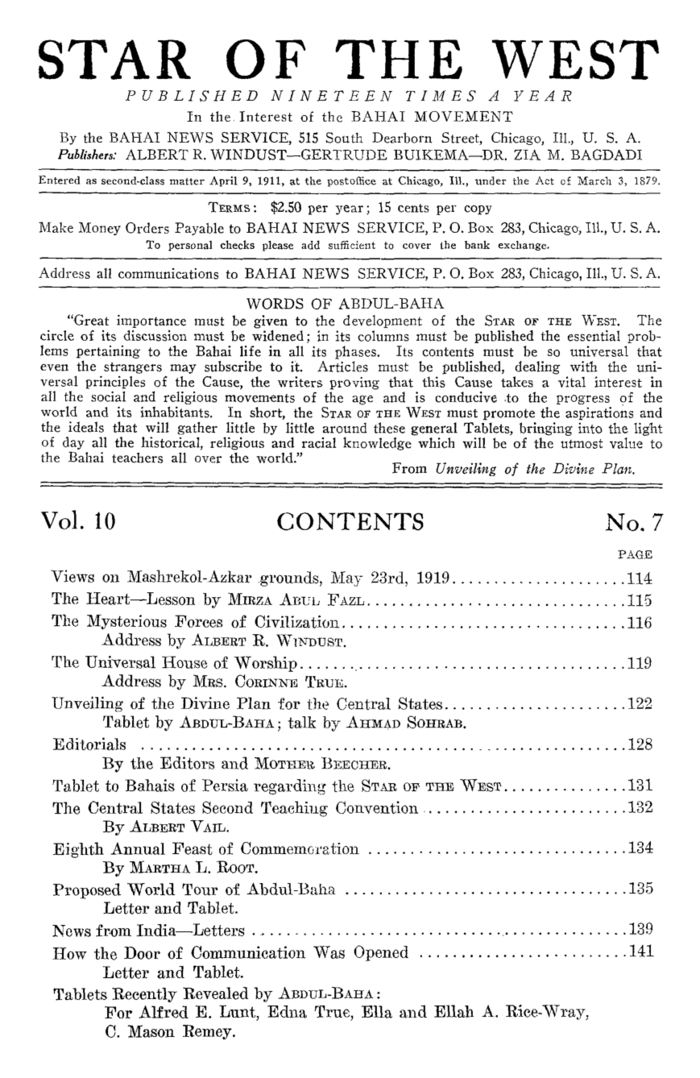 STAR OF THE WEST
PUBLISHED NINETEEN TIMES A YEAR
In the Interest of the BAHAI MOVEMENT
By the BAHAI NEWS SERVICE, 515 South Dearborn Street, Chicago, Ill., U. S. A.
Publishers: ALBERT R. WINDUST—GERTRUDE BUIKEMA—DR. ZIA M. BAGDADI
Entered as second-class matter April 9, 1911, at the postoffice at Chicago, Ill., under the Act of March 3, 1879.
TERMS: $2.50 per year; 15 cents per copy
Make Money Orders Payable to BAHAI NEWS SERVICE, P. O. Box 283, Chicago, Ill., U. S. A.
To personal checks please add sufficient to cover the bank exchange.
Address all communications to BAHAI NEWS SERVICE, P. O. Box 283, Chicago, Ill., U. S. A.
WORDS OF ABDUL-BAHA
"Great importance must be given to the development of the STAR OF THE WEST. The
circle of its discussion must be widened; in its columns must be published the essential prob-
lems pertaining to the Bahai life in all its phases. Its contents must be so universal that
even the strangers may subscribe to it. Articles must be published, dealing with the uni-
versal principles of the Cause, the writers proving that this Cause takes a vital interest in
all the social and religious movements of the age and is conducive to the progress of the
world and its inhabitants. In short, the STAR OF THE WEST must promote the aspirations and
the ideals that will gather little by little around these general Tablets, bringing into the light
of day all the historical, religious and racial knowledge which will be of the utmost value to
the Bahai teachers all over the world."
From Unveiling of the Divine Plan.
Vol. 10 CONTENTS No. 7
PAGE
Views on Mashrekol-Azkar grounds, May 23rd, 1919......................114
The Heart—Lesson by MIRZA ABUL FAZL.................................115
The Mysterious Forces of Civilization....................................116
Address by ALBERT R. WINDUST.
The Universal House of Worship.........................................119
Address by MRS. CORINNE TRUE.
Unveiling of the Divine Plan for the Central States.......................122
Tablet by ABDUL-BAHA; talk by AHMAD SOHRAB.
Editorials .............................................................128
By the Editors and MOTHER BEECHER.
Tablet to Bahais of Persia regarding the STAR OF THE WEST...............131
The Central States Second Teaching Convention .........................132
By ALBERT VAIL.
Eighth Annual Feast of Commemoration .................................134
By MARTHA L. ROOT.
Proposed World Tour of Abdul-Baha ....................................135
Letter and Tablet.
News from India—Letters ................................................139
How the Door of Communication Was Opened ..........................141
Letter and Tablet.
Tablets Recently Revealed by ABDUL-BAHA:
For Alfred E. Lunt, Edna True, Ella and Ellah A. Rice-Wray,
C. Mason Remey.